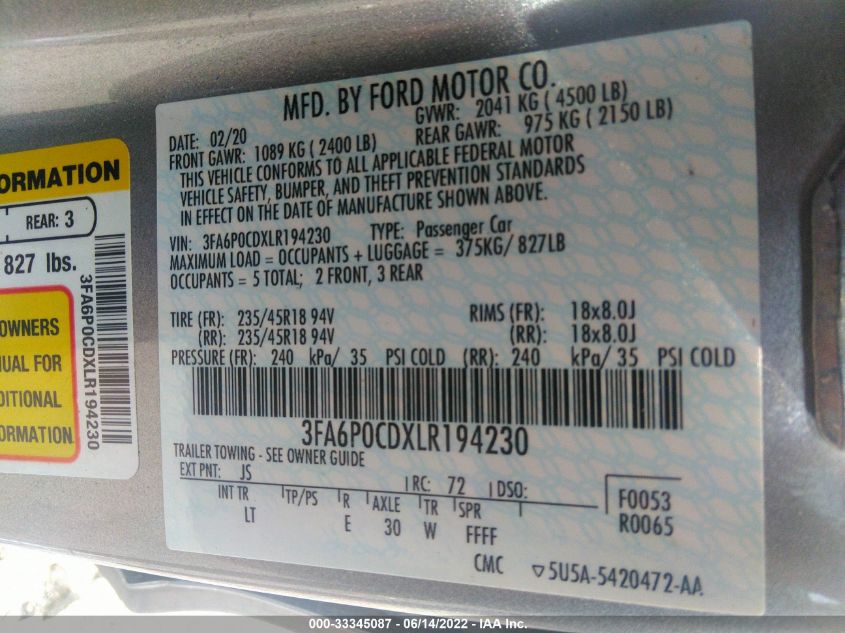 MFD. BY FORD MOTOR CO.
DATE: 02/20
GVWR: 2041 KG ( 4500 LB)
FRONT GAWR: 1089 KG ( 2400 LB)
REAR GAWR: 975 KG ( 2150 LB)
THIS VEHICLE CONFORMS TO ALL APPLICABLE FEDERAL MOTOR
VEHICLE SAFETY, BUMPER, AND THEFT PREVENTION STANDARDS
IN EFFECT ON THE DATE OF MANUFACTURE SHOWN ABOVE.
VIN: 3FA6P0CDXLR194230 TYPE: Passenger Car
MAXIMUM LOAD = OCCUPANTS + LUGGAGE = 375KG/ 827LB
OCCUPANTS = 5 TOTAL; 2 FRONT, 3 REAR
TIRE (FR): 235/45R18 94V RIMS (FR): 18x8.0J
(RR): 235/45R18 94V (RR): 18x8.0J
PRESSURE (FR): 240 kPa/ 35 PSI COLD (RR): 240 kPa/ 35 PSI COLD
3FA6P0CDXLR194230
TRAILER TOWING - SEE OWNER GUIDE
EXT PNT: JS RC: 72 DSO: F0053
INT TR TP/PS R AXLE TR SPR R0065
LT E 30 W FFFF
CMC ▽5U5A-5420472-AA
ORMATION
REAR: 3
827 lbs.
OWNERS
NUAL FOR
DITIONAL
ORMATION
3FA6P0CDXLR194230
000-33345087 - 06/14/2022 - IAA Inc.